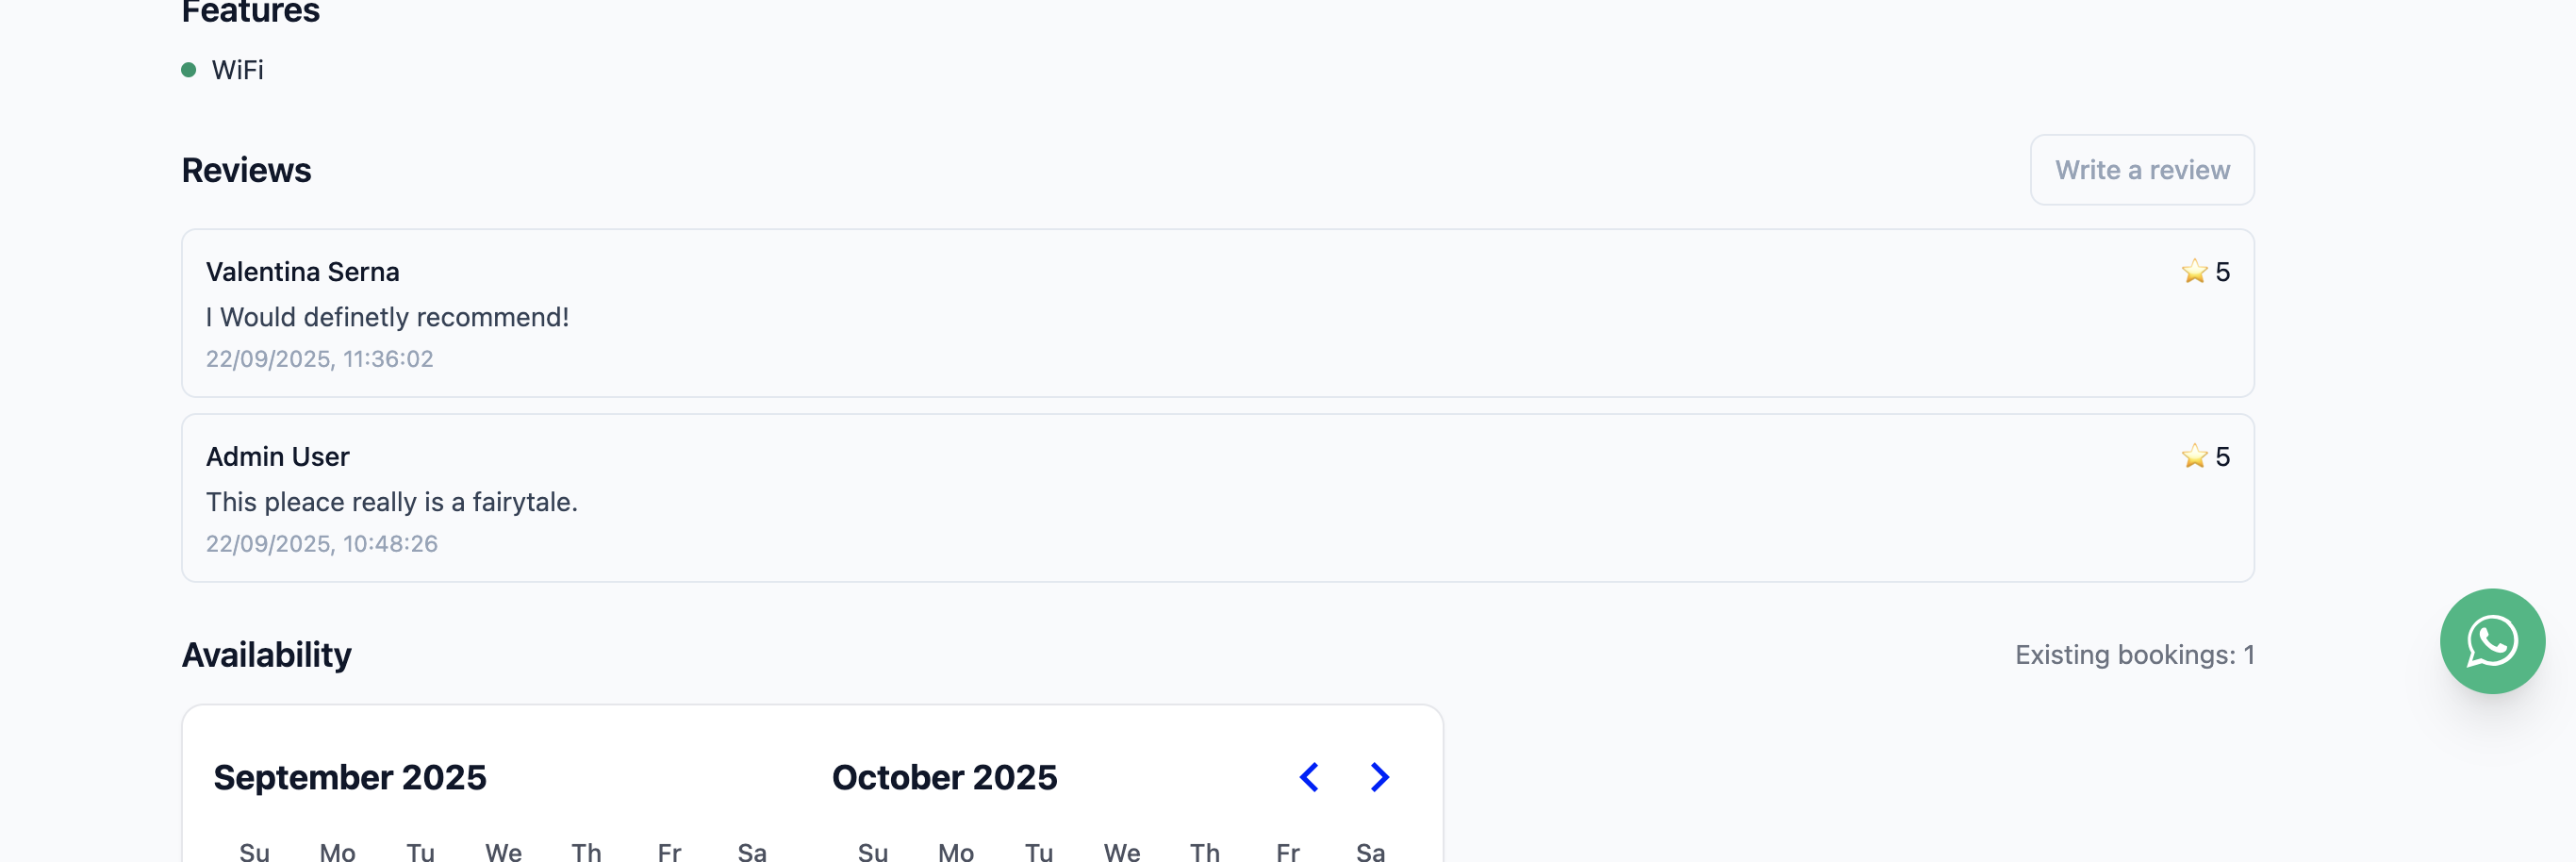 Features
WiFi
Reviews
Write a review
Valentina Serna
⭐ 5
I Would definetly recommend!
22/09/2025, 11:36:02
Admin User
⭐ 5
This pleace really is a fairytale.
22/09/2025, 10:48:26
Availability
Existing bookings: 1
September 2025
October 2025
Su Mo Tu We Th Fr Sa
Su Mo Tu We Th Fr Sa